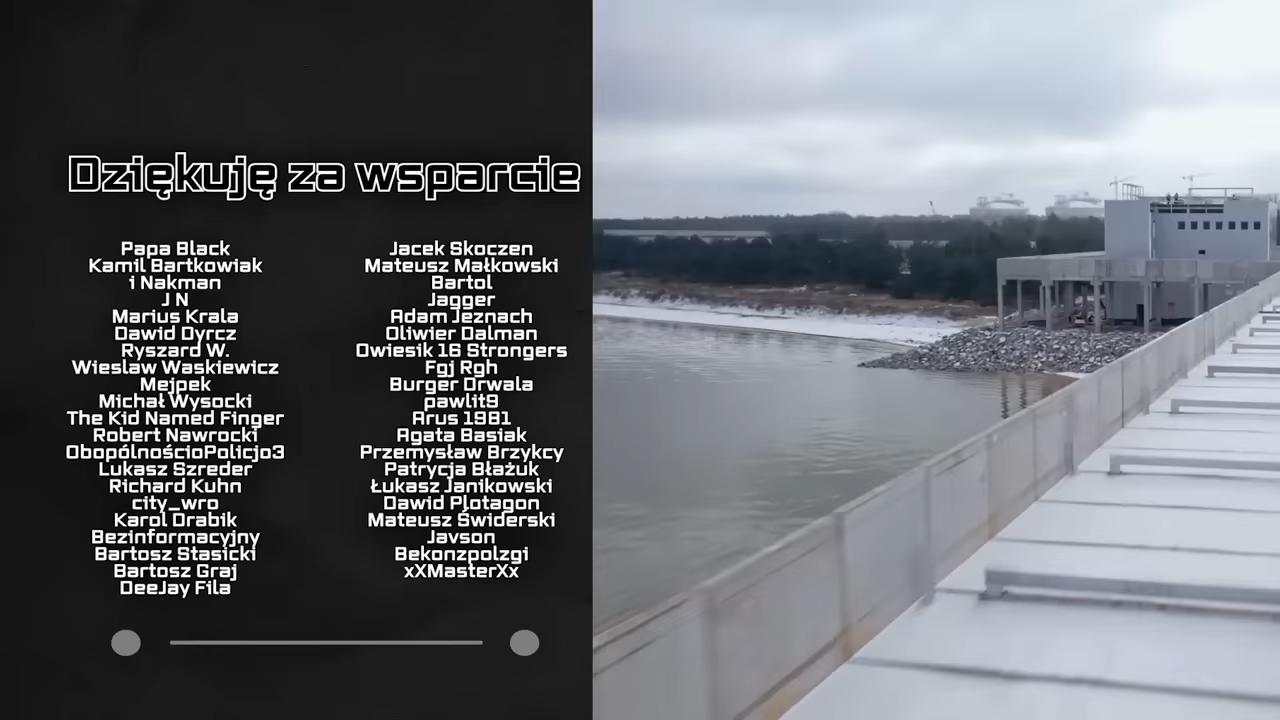 Dziękuję za wsparcie
Papa Black
Kamil Bartkowiak
i Nakman
J N
Marius Krala
Dawid Dyrcz
Ryszard W.
Wieslaw Waskiewicz
Mejpek
Michał Wysocki
The Kid Named Finger
Robert Nawrocki
ObopólnościoPolicjo3
Lukasz Szreder
Richard Kuhn
city_wro
Karol Drabik
Bezinformacyjny
Bartosz Stasicki
Bartosz Graj
DeeJay Fila
Jacek Skoczen
Mateusz Małkowski
Bartol
Jagger
Adam Jeznach
Oliwier Dalman
Owiesik 16 Strongers
Fgj Rgh
Burger Drwala
pawlit9
Arus 1981
Agata Basiak
Przemysław Brzykcy
Patrycja Błażuk
Łukasz Janikowski
Dawid Plotagon
Mateusz Świderski
Javson
Bekonzpolzgi
xXMasterXx